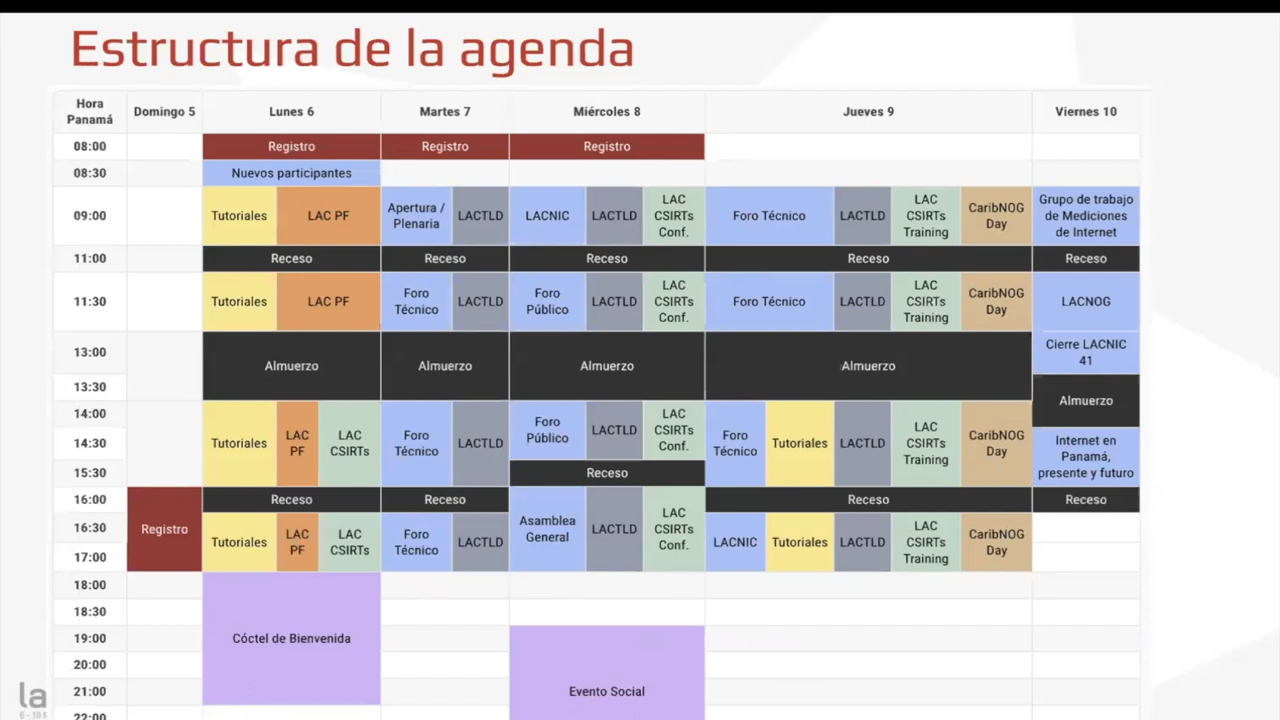 Estructura de la agenda
Hora
Panamá
Domingo 5
Lunes 6
Martes 7
Miércoles 8
Jueves 9
Viernes 10
08:00
Registro
Registro
Registro
08:30
Nuevos participantes
09:00
Tutoriales
LAC PF
Apertura /
Plenaria
LACTLD
LACNIC
LACTLD
LAC
CSIRTs
Conf.
Foro Técnico
LACTLD
LAC
CSIRTs
Training
CaribNOG
Day
Grupo de trabajo
de Mediciones
de Internet
11:00
Receso
Receso
Receso
Receso
Receso
11:30
Tutoriales
LAC PF
Foro
Técnico
LACTLD
Foro
Público
LACTLD
LAC
CSIRTs
Conf.
Foro Técnico
LACTLD
LAC
CSIRTs
Training
CaribNOG
Day
LACNOG
13:00
Almuerzo
Almuerzo
Almuerzo
Almuerzo
Cierre LACNIC
41
13:30
Almuerzo
14:00
14:30
Tutoriales
LAC
PF
LAC
CSIRTs
Foro
Técnico
LACTLD
Foro
Público
LACTLD
LAC
CSIRTs
Conf.
Foro
Técnico
Tutoriales
LACTLD
LAC
CSIRTs
Training
CaribNOG
Day
Internet en
Panamá,
presente y futuro
15:30
Receso
16:00
Receso
Receso
Receso
Receso
16:30
17:00
Registro
Tutoriales
LAC
PF
LAC
CSIRTs
Foro
Técnico
LACTLD
Asamblea
General
LACTLD
LAC
CSIRTs
Conf.
LACNIC
Tutoriales
LACTLD
LAC
CSIRTs
Training
CaribNOG
Day
18:00
18:30
19:00
Cóctel de Bienvenida
20:00
21:00
Evento Social
22:00
la